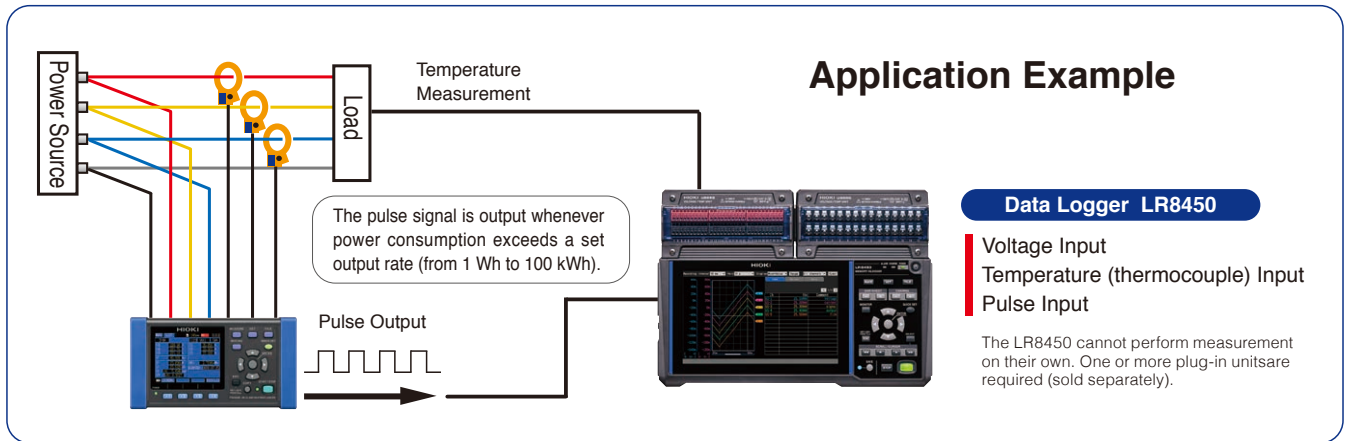 Application Example
Power Source
Load
Temperature
Measurement
The pulse signal is output whenever
power consumption exceeds a set
output rate (from 1 Wh to 100 kWh).
Pulse Output
HIOKI
HIOKI
Data Logger LR8450
Voltage Input
Temperature (thermocouple) Input
Pulse Input
The LR8450 cannot perform measurement
on their own. One or more plug-in unitsare
required (sold separately).